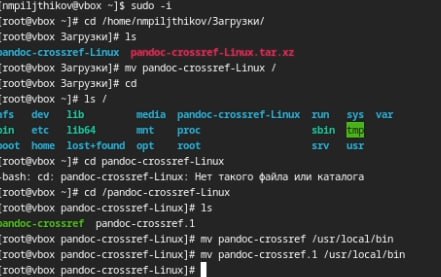 [nmpiljthikov@vbox ~]$ sudo -i
[root@vbox ~]# cd /home/nmpiljthikov/Загрузки/
[root@vbox Загрузки]# ls
pandoc-crossref-Linux pandoc-crossref-Linux.tar.xz
[root@vbox Загрузки]# mv pandoc-crossref-Linux /
[root@vbox Загрузки]# cd
[root@vbox ~]# ls /
afs dev lib media pandoc-crossref-Linux run sys var
bin etc lib64 mnt proc sbin tmp
boot home lost+found opt root srv usr
[root@vbox ~]# cd pandoc-crossref-Linux
-bash: cd: pandoc-crossref-Linux: Нет такого файла или каталога
[root@vbox ~]# cd /pandoc-crossref-Linux
[root@vbox pandoc-crossref-Linux]# ls
pandoc-crossref pandoc-crossref.1
[root@vbox pandoc-crossref-Linux]# mv pandoc-crossref /usr/local/bin
[root@vbox pandoc-crossref-Linux]# mv pandoc-crossref.1 /usr/local/bin
[root@vbox pandoc-crossref-Linux]#